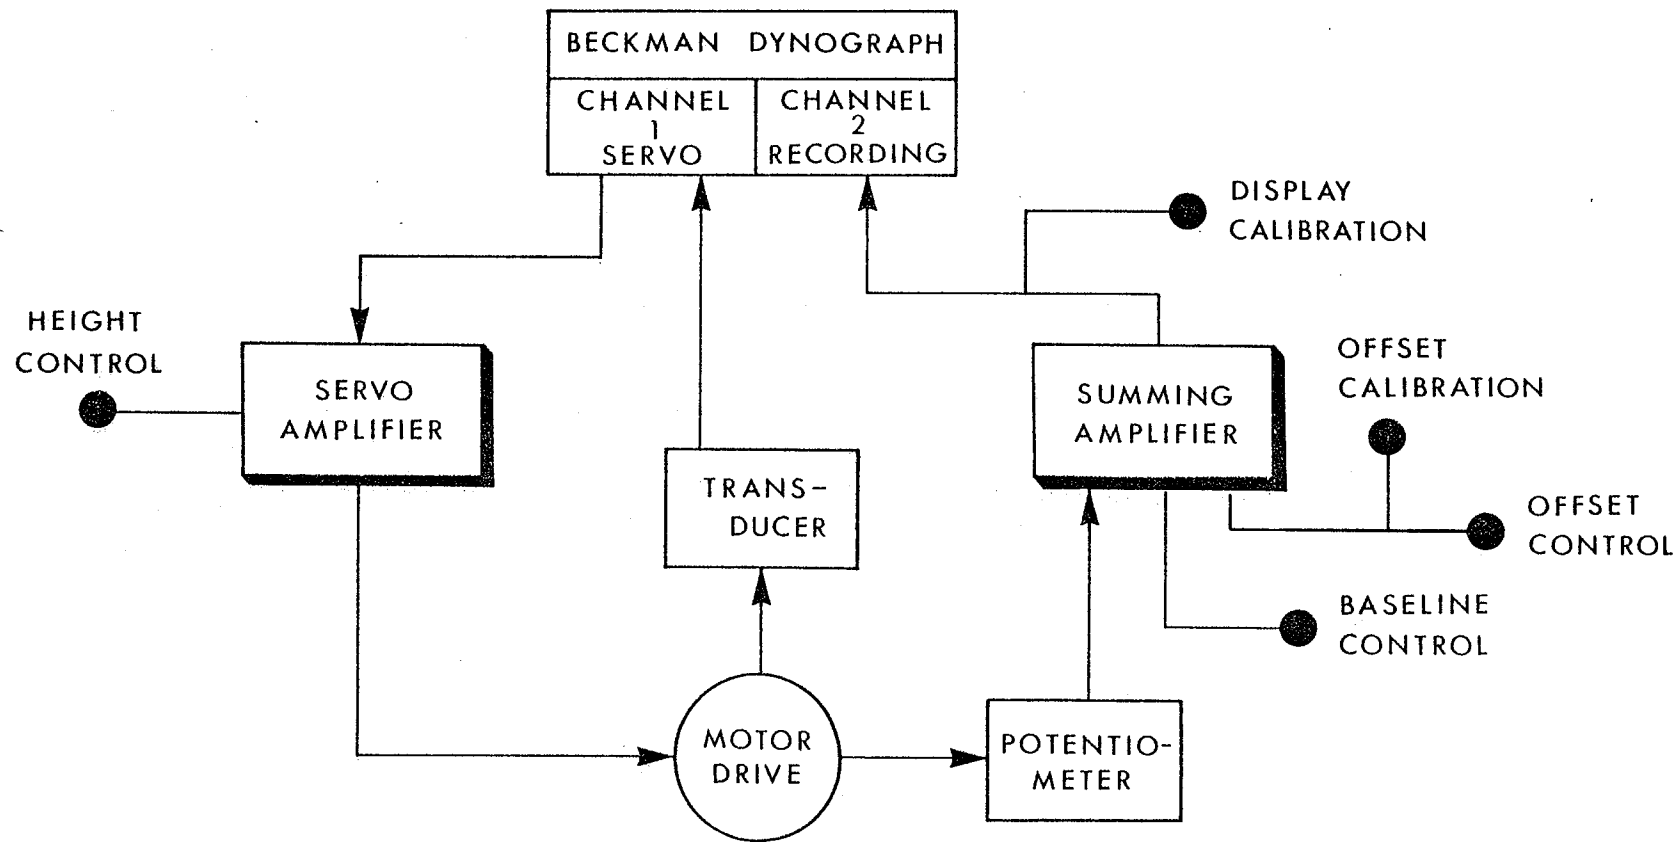 BECKMAN DYNOGRAPH
CHANNEL
1
SERVO
CHANNEL
2
RECORDING
DISPLAY
CALIBRATION
HEIGHT
CONTROL
SERVO
AMPLIFIER
SUMMING
AMPLIFIER
OFFSET
CALIBRATION
TRANS-
DUCER
OFFSET
CONTROL
BASELINE
CONTROL
MOTOR
DRIVE
POTENTIO-
METER